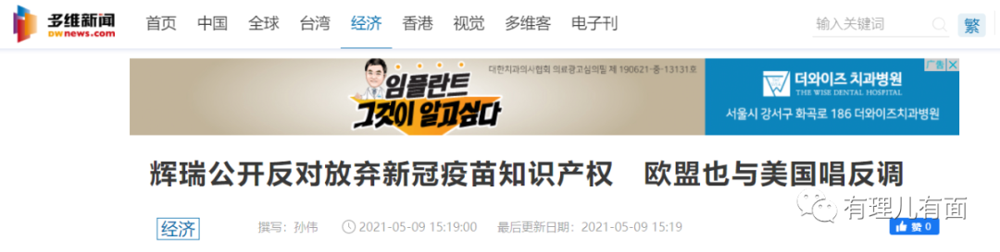 多维新闻
DWnews.com
首页 中国 全球 台湾 经济 香港 视觉 多维客 电子刊
输入关键词
繁
대한치과의사협회 의료광고심의필 제 190621-중-13131호
임플란트
그것이 알고싶다
더와이즈 치과병원
THE WISE DENTAL HOSPITAL
서울시 강서구 화곡로 186 더와이즈치과병원
广告
辉瑞公开反对放弃新冠疫苗知识产权 欧盟也与美国唱反调
经济 撰写：孙伟 2021-05-09 15:19:00 最后更新日期：2021-05-09 15:19
赞 0
有理儿有面